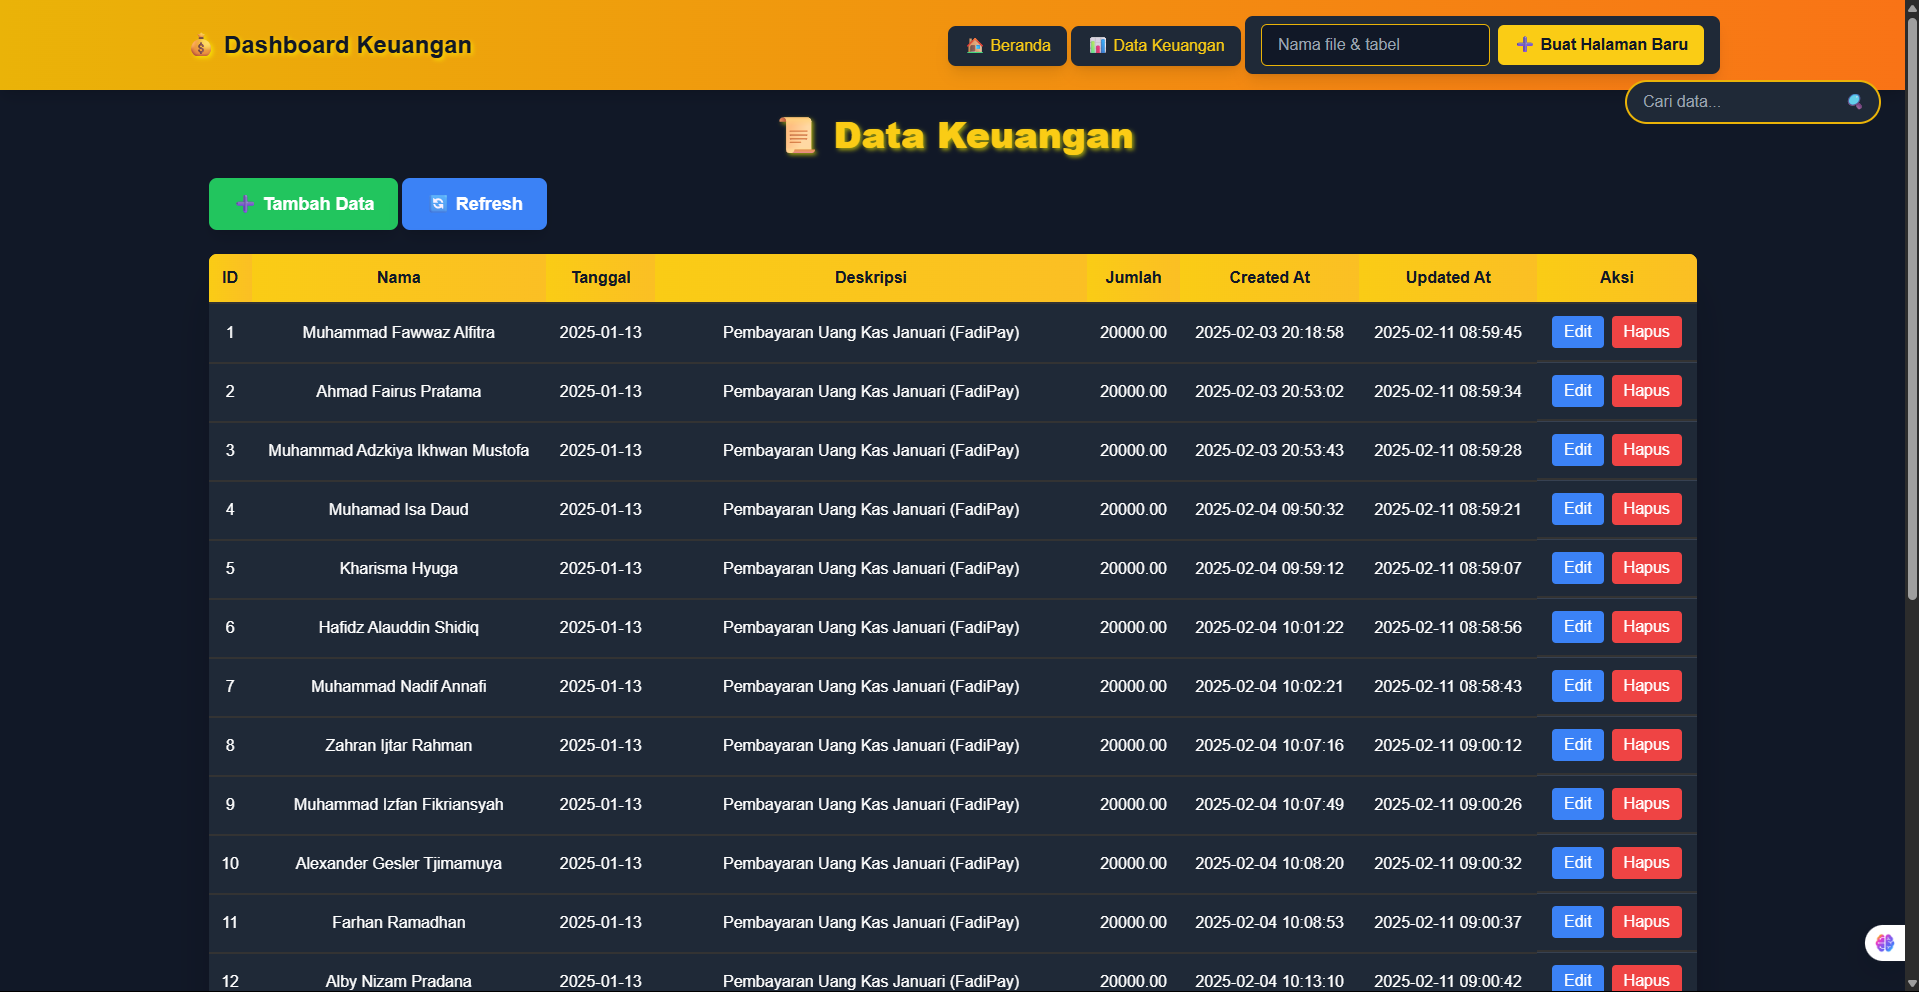 💰 Dashboard Keuangan
🏠 Beranda
📊 Data Keuangan
Nama file & tabel
➕ Buat Halaman Baru
Cari data...
📜 Data Keuangan
➕ Tambah Data
🔄 Refresh
ID Nama Tanggal Deskripsi Jumlah Created At Updated At Aksi
1 Muhammad Fawwaz Alfitra 2025-01-13 Pembayaran Uang Kas Januari (FadiPay) 20000.00 2025-02-03 20:18:58 2025-02-11 08:59:45 Edit Hapus
2 Ahmad Fairus Pratama 2025-01-13 Pembayaran Uang Kas Januari (FadiPay) 20000.00 2025-02-03 20:53:02 2025-02-11 08:59:34 Edit Hapus
3 Muhammad Adzkiya Ikhwan Mustofa 2025-01-13 Pembayaran Uang Kas Januari (FadiPay) 20000.00 2025-02-03 20:53:43 2025-02-11 08:59:28 Edit Hapus
4 Muhamad Isa Daud 2025-01-13 Pembayaran Uang Kas Januari (FadiPay) 20000.00 2025-02-04 09:50:32 2025-02-11 08:59:21 Edit Hapus
5 Kharisma Hyuga 2025-01-13 Pembayaran Uang Kas Januari (FadiPay) 20000.00 2025-02-04 09:59:12 2025-02-11 08:59:07 Edit Hapus
6 Hafidz Alauddin Shidiq 2025-01-13 Pembayaran Uang Kas Januari (FadiPay) 20000.00 2025-02-04 10:01:22 2025-02-11 08:58:56 Edit Hapus
7 Muhammad Nadif Annafi 2025-01-13 Pembayaran Uang Kas Januari (FadiPay) 20000.00 2025-02-04 10:02:21 2025-02-11 08:58:43 Edit Hapus
8 Zahran Ijtar Rahman 2025-01-13 Pembayaran Uang Kas Januari (FadiPay) 20000.00 2025-02-04 10:07:16 2025-02-11 09:00:12 Edit Hapus
9 Muhammad Izfan Fikriansyah 2025-01-13 Pembayaran Uang Kas Januari (FadiPay) 20000.00 2025-02-04 10:07:49 2025-02-11 09:00:26 Edit Hapus
10 Alexander Gesler Tjimamuya 2025-01-13 Pembayaran Uang Kas Januari (FadiPay) 20000.00 2025-02-04 10:08:20 2025-02-11 09:00:32 Edit Hapus
11 Farhan Ramadhan 2025-01-13 Pembayaran Uang Kas Januari (FadiPay) 20000.00 2025-02-04 10:08:53 2025-02-11 09:00:37 Edit Hapus
12 Alby Nizam Pradana 2025-01-13 Pembayaran Uang Kas Januari (FadiPay) 20000.00 2025-02-04 10:13:10 2025-02-11 09:00:42 Edit Hapus